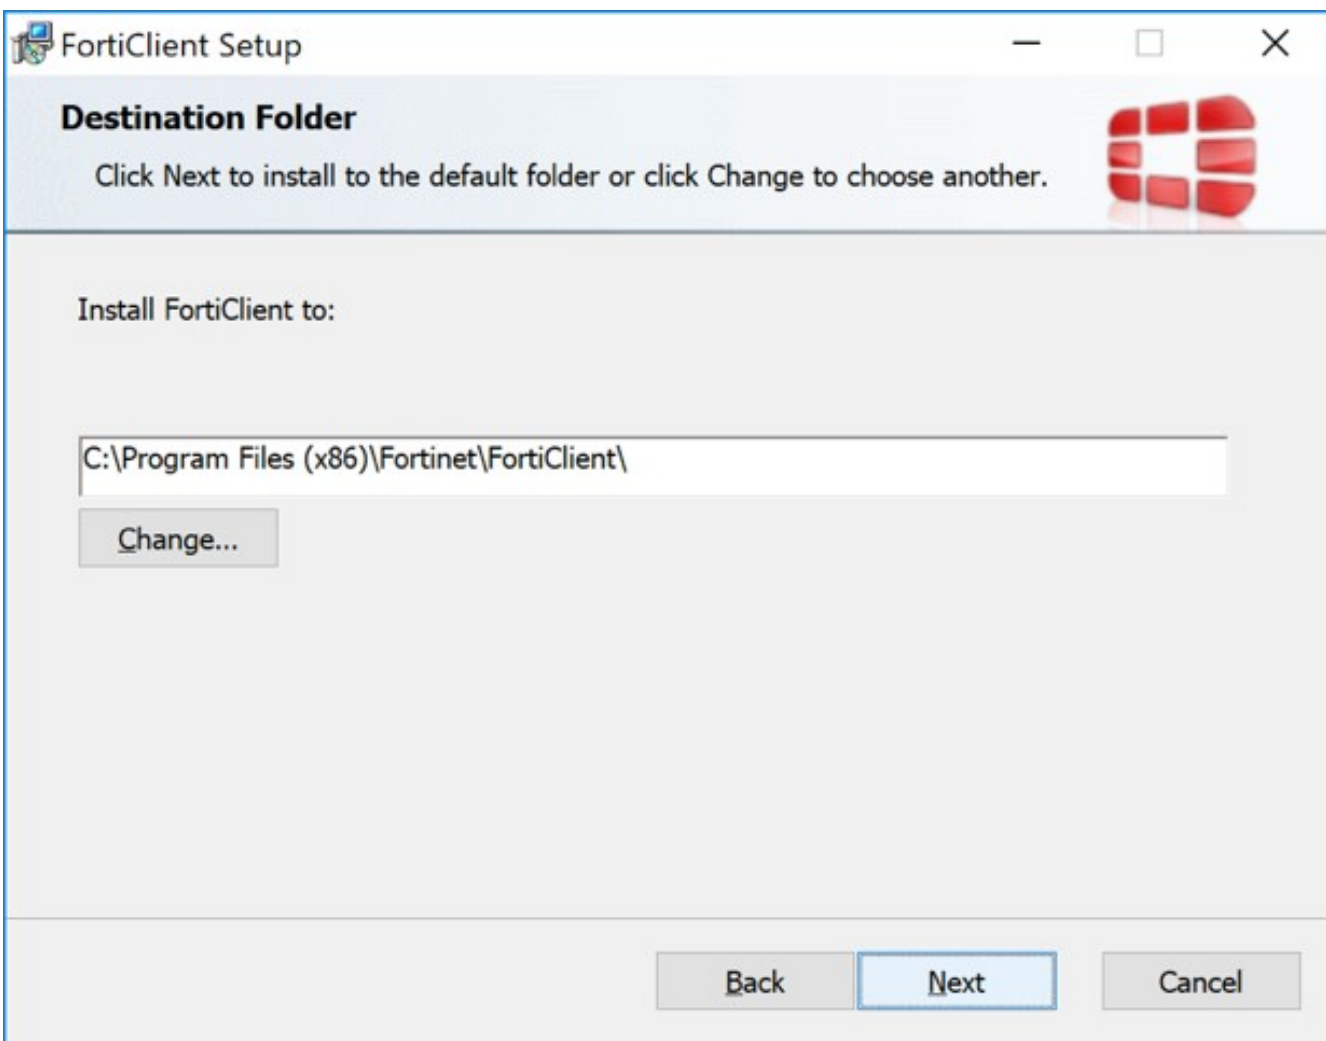 FortiClient Setup
Destination Folder
Click Next to install to the default folder or click Change to choose another.
Install FortiClient to:
C:\Program Files (x86)\Fortinet\FortiClient\
Change...
Back Next Cancel